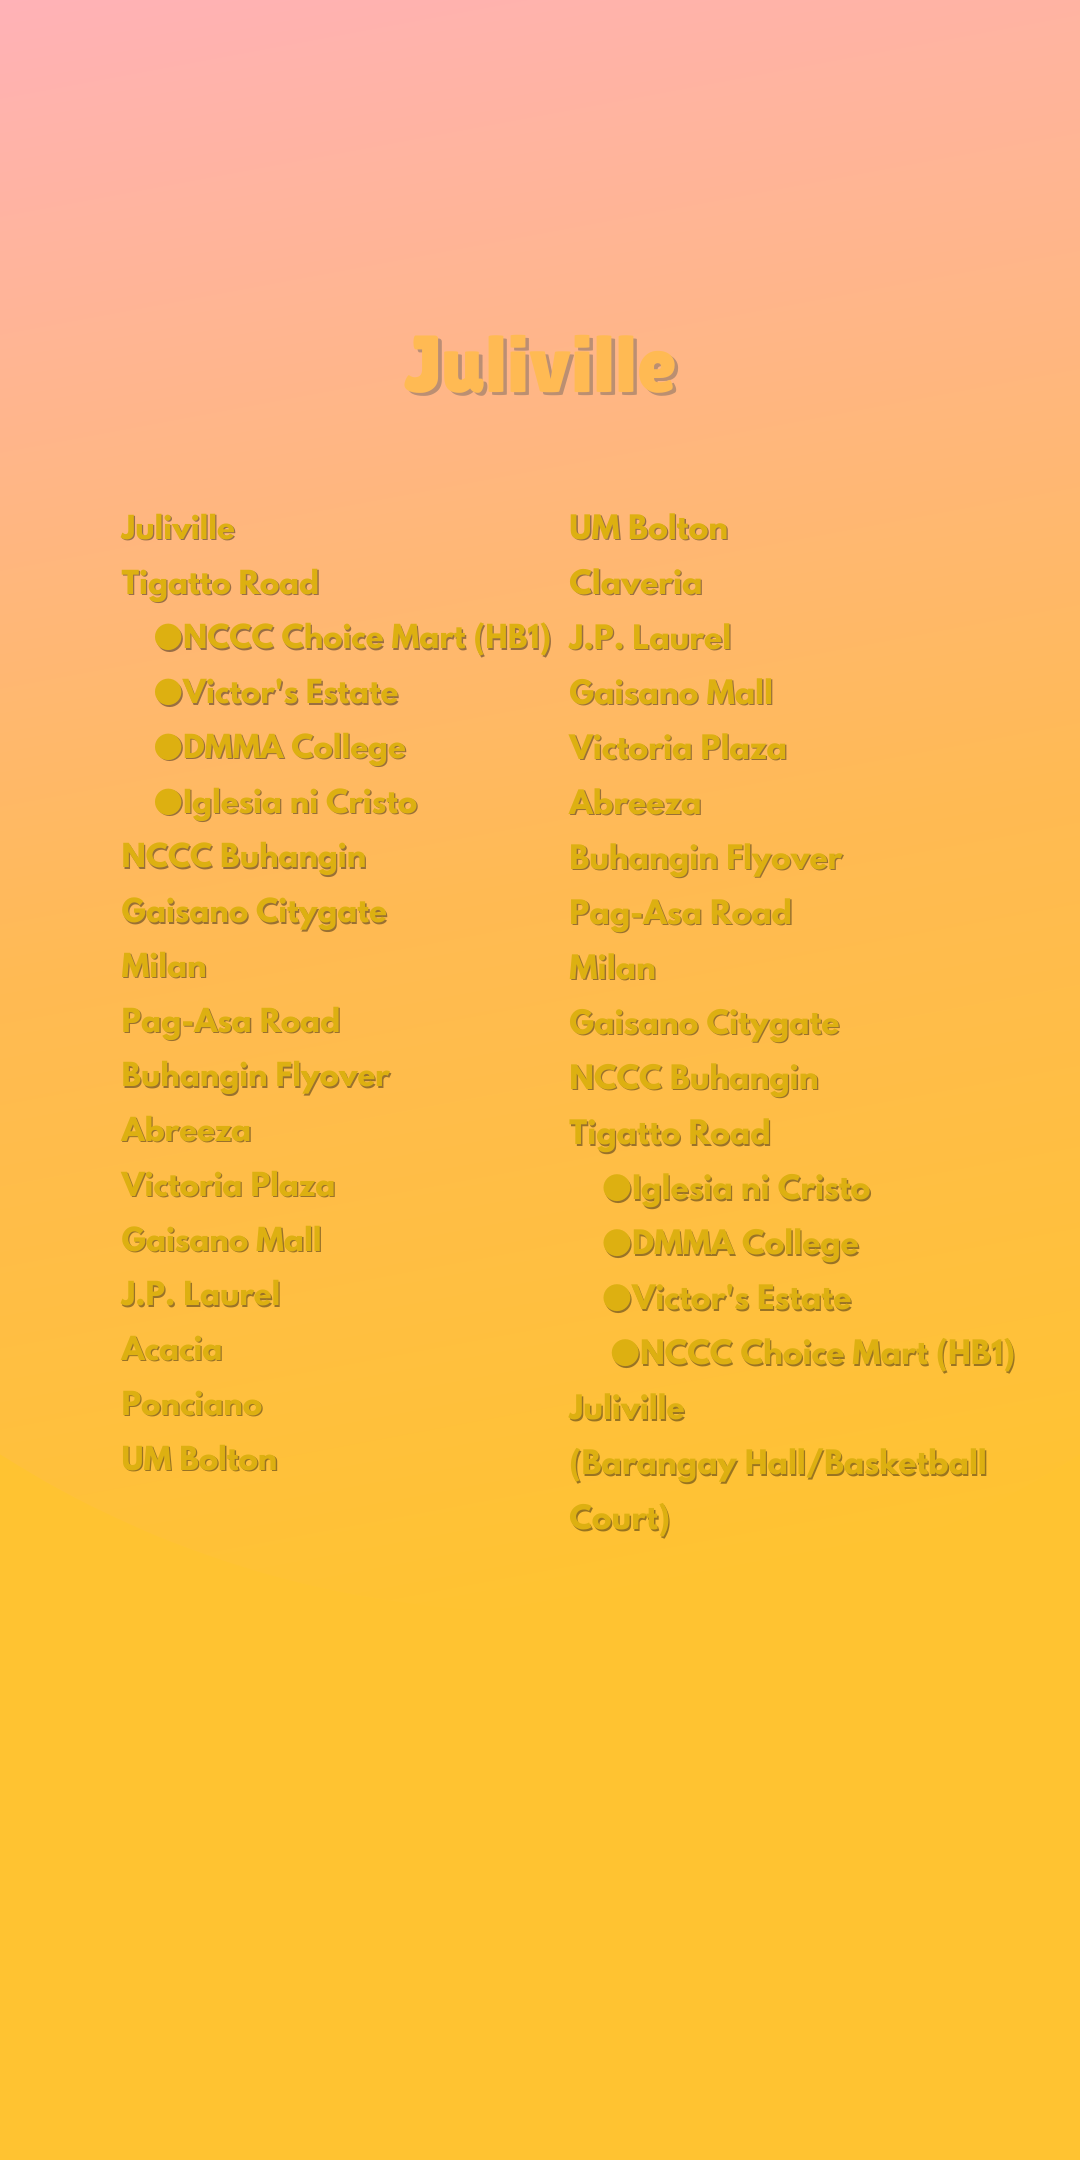 Juliville
Juliville
Tigatto Road
●NCCC Choice Mart (HB1)
●Victor's Estate
●DMMA College
●Iglesia ni Cristo
NCCC Buhangin
Gaisano Citygate
Milan
Pag-Asa Road
Buhangin Flyover
Abreeza
Victoria Plaza
Gaisano Mall
J.P. Laurel
Acacia
Ponciano
UM Bolton
UM Bolton
Claveria
J.P. Laurel
Gaisano Mall
Victoria Plaza
Abreeza
Buhangin Flyover
Pag-Asa Road
Milan
Gaisano Citygate
NCCC Buhangin
Tigatto Road
●Iglesia ni Cristo
●DMMA College
●Victor's Estate
●NCCC Choice Mart (HB1)
Juliville
(Barangay Hall/Basketball
Court)